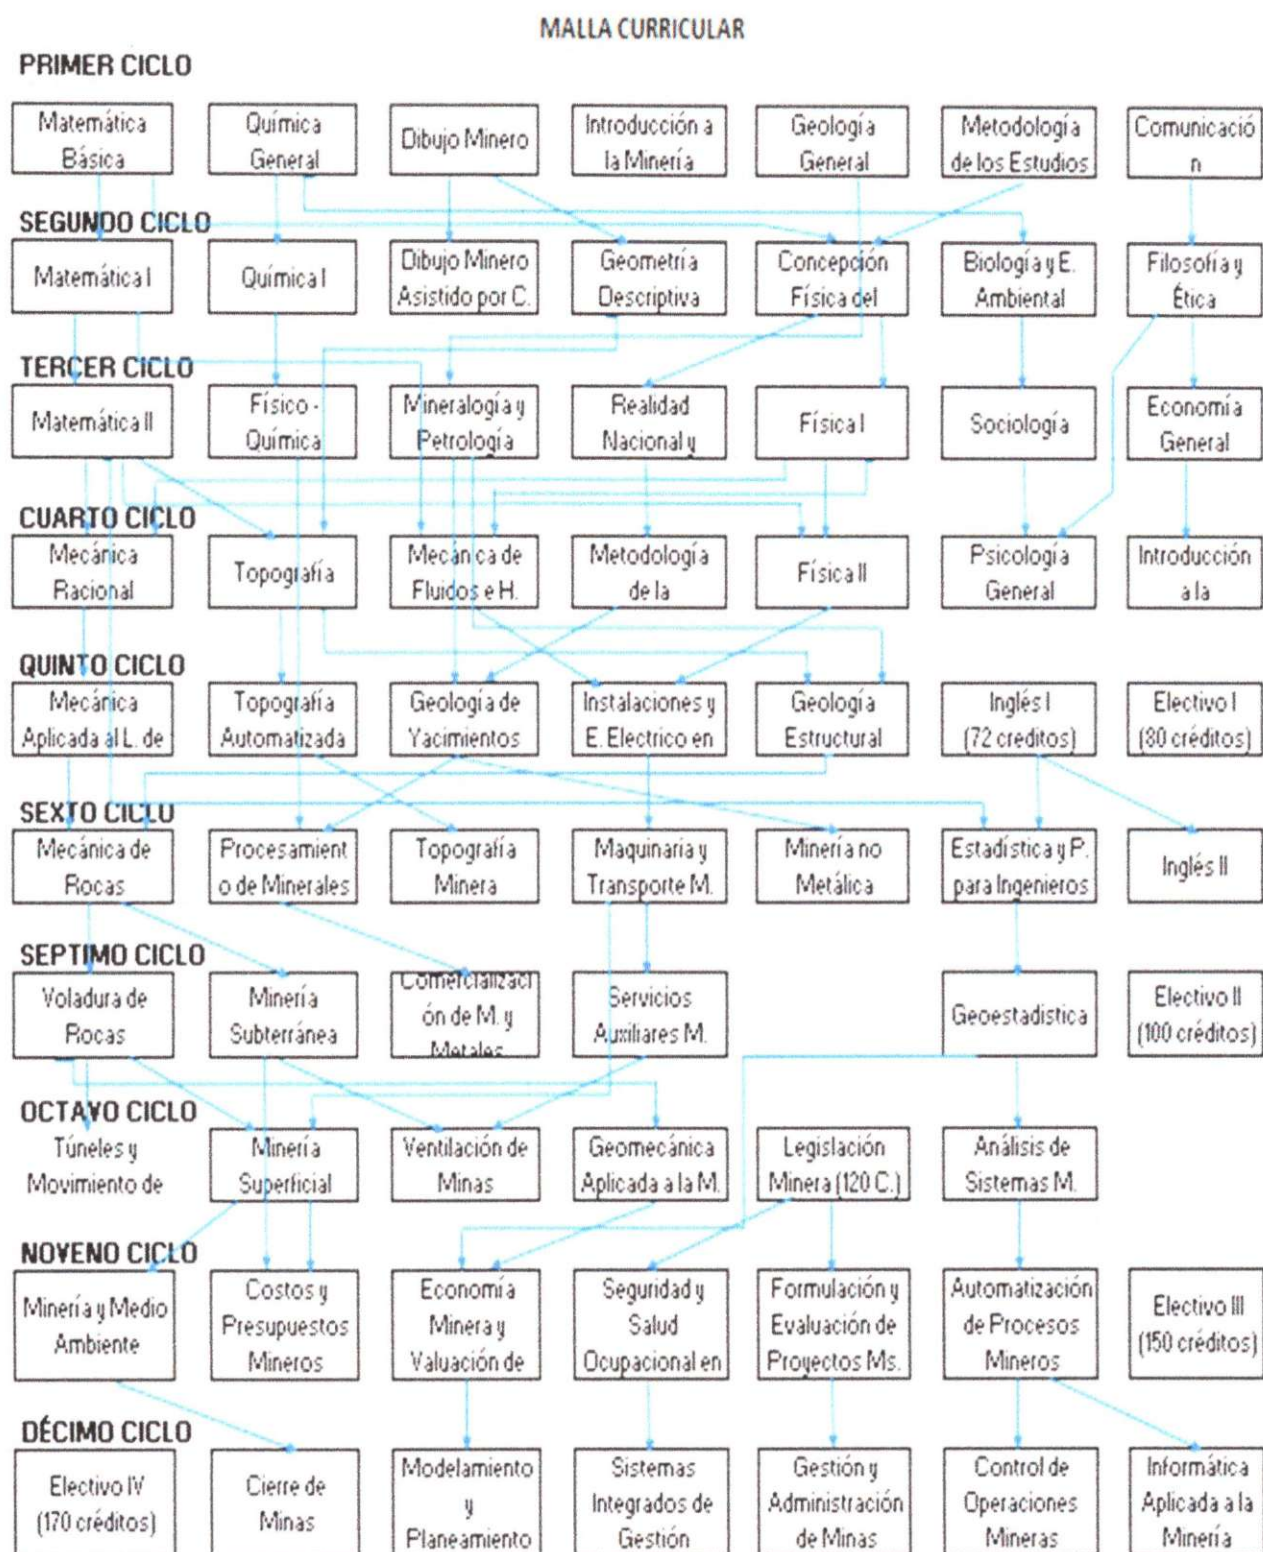 MALLA CURRICULAR
PRIMER CICLO
Matemática
Básica
Química
General
Dibujo Minero
Introducción a
la Minería
Geología
General
Metodología
de los Estudios
Comunicació
n
SEGUNDO CICLO
Matemática I
Química I
Dibujo Minero
Asistido por C.
Geometría
Descriptiva
Concepción
Física del
Biología y E.
Ambiental
Filosofía y
Ética
TERCER CICLO
Matemática II
Físico -
Química
Mineralogía y
Petrología
Realidad
Nacional y
Física I
Sociología
Economía
General
CUARTO CICLO
Mecánica
Racional
Topografía
Mecánica de
Fluidos e H.
Metodología
de la
Física II
Psicología
General
Introducción
a la
QUINTO CICLO
Mecánica
Aplicada al L. de
Topografía
Automatizada
Geología de
Yacimientos
Instalaciones y
E. Electrico en
Geología
Estructural
Inglés I
(72 créditos)
Electivo I
(80 créditos)
SEXTO CICLO
Mecánica de
Rocas
Procesamient
o de Minerales
Topografía
Minera
Maquinaria y
Transporte M.
Minería no
Metálica
Estadística y P.
para Ingenieros
Inglés II
SEPTIMO CICLO
Voladura de
Rocas
Minería
Subterránea
Comercializaci
ón de M. y
Metales
Servicios
Auxiliares M.
Geoestadistica
Electivo II
(100 créditos)
OCTAVO CICLO
Túneles y
Movimiento de
Minería
Superficial
Ventilación de
Minas
Geomecánica
Aplicada a la M.
Legislación
Minera (120 C.)
Análisis de
Sistemas M.
NOVENO CICLO
Minería y Medio
Ambiente
Costos y
Presupuestos
Mineros
Economía
Minera y
Valuación de
Seguridad y
Salud
Ocupacional en
Formulación y
Evaluación de
Proyectos Ms.
Automatización
de Procesos
Mineros
Electivo III
(150 créditos)
DÉCIMO CICLO
Electivo IV
(170 créditos)
Cierre de
Minas
Modelamiento
y
Planeamiento
Sistemas
Integrados de
Gestión
Gestión y
Administración
de Minas
Control de
Operaciones
Mineras
Informática
Aplicada a la
Minería